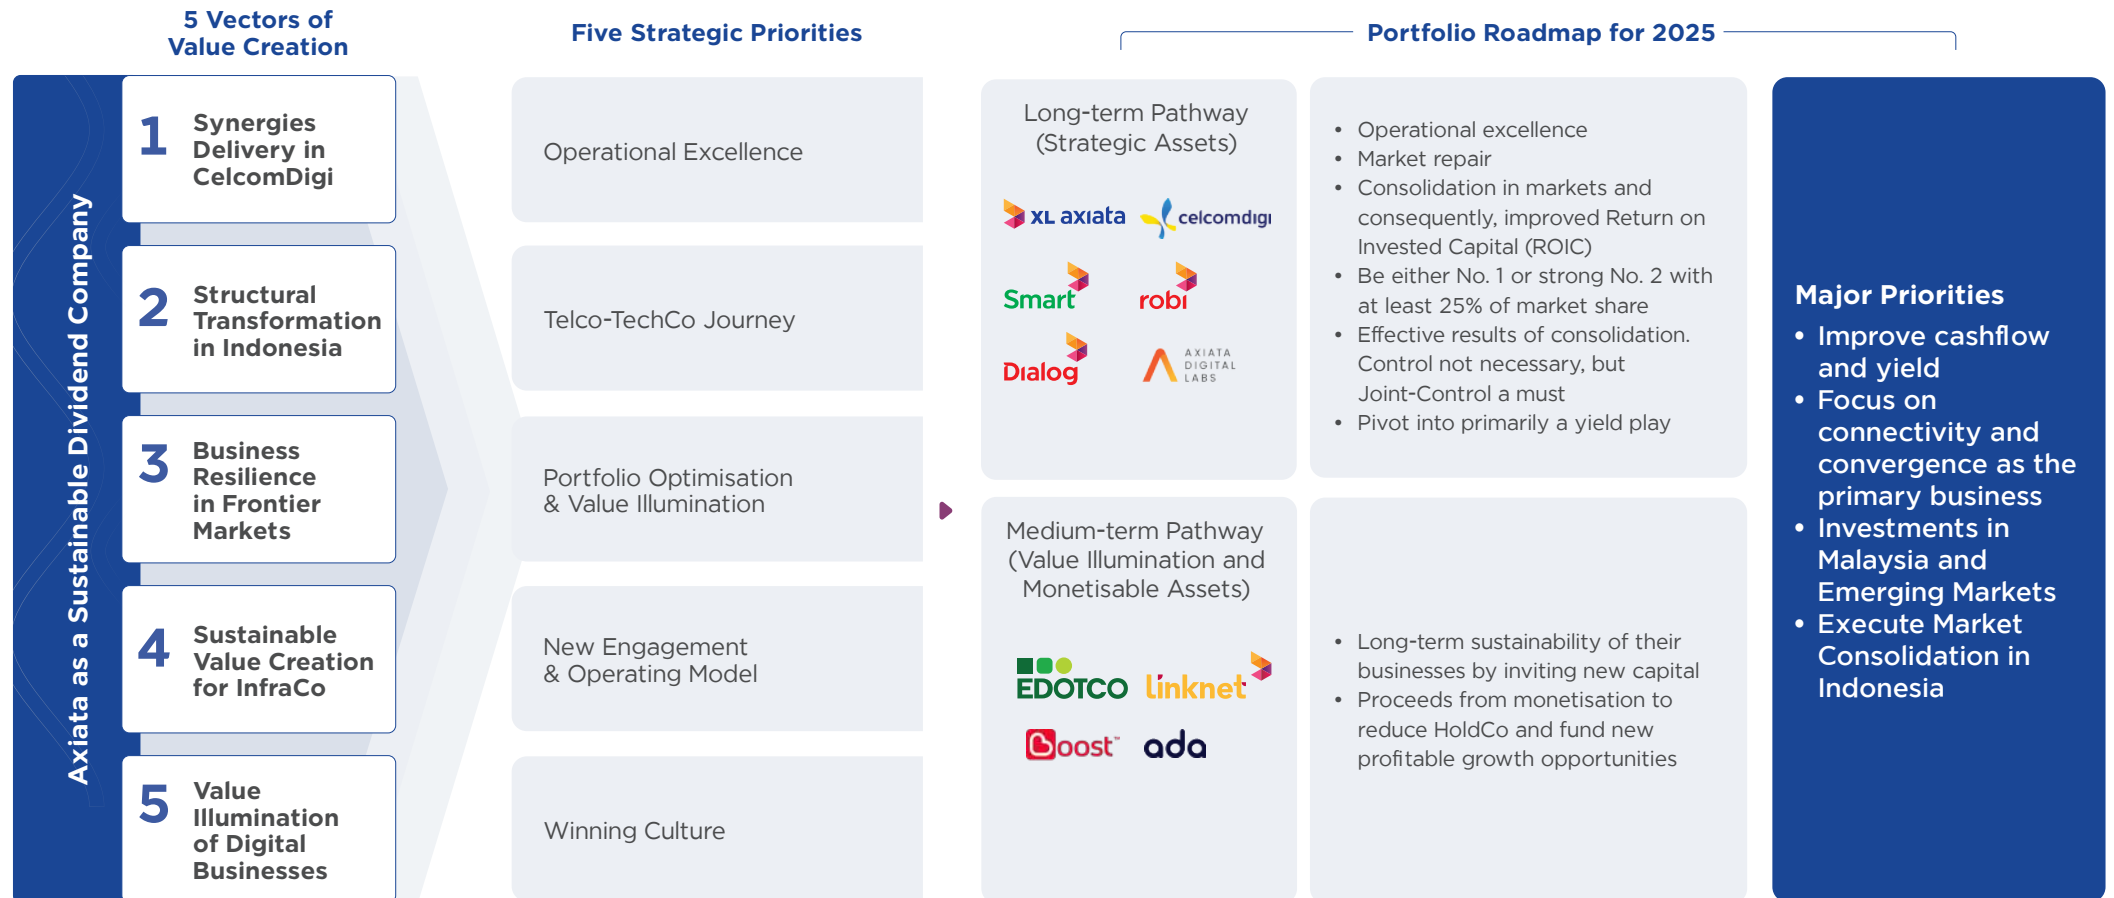 5 Vectors of
Value Creation
Five Strategic Priorities
Portfolio Roadmap for 2025
Axiata as a Sustainable Dividend Company
1
Synergies
Delivery in
CelcomDigi
2
Structural
Transformation
in Indonesia
3
Business
Resilience
in Frontier
Markets
4
Sustainable
Value Creation
for InfraCo
5
Value
Illumination
of Digital
Businesses
Operational Excellence
Telco-TechCo Journey
Portfolio Optimisation
& Value Illumination
New Engagement
& Operating Model
Winning Culture
Long-term Pathway
(Strategic Assets)
XL axiata
celcomdigi
Smart
robi
Dialog
AXIATA
DIGITAL
LABS
• Operational excellence
• Market repair
• Consolidation in markets and
consequently, improved Return on
Invested Capital (ROIC)
• Be either No. 1 or strong No. 2 with
at least 25% of market share
• Effective results of consolidation.
Control not necessary, but
Joint-Control a must
• Pivot into primarily a yield play
Medium-term Pathway
(Value Illumination and
Monetisable Assets)
EDOTCO
linknet
Boost™
ada
• Long-term sustainability of their
businesses by inviting new capital
• Proceeds from monetisation to
reduce HoldCo and fund new
profitable growth opportunities
Major Priorities
• Improve cashflow
and yield
• Focus on
connectivity and
convergence as the
primary business
• Investments in
Malaysia and
Emerging Markets
• Execute Market
Consolidation in
Indonesia